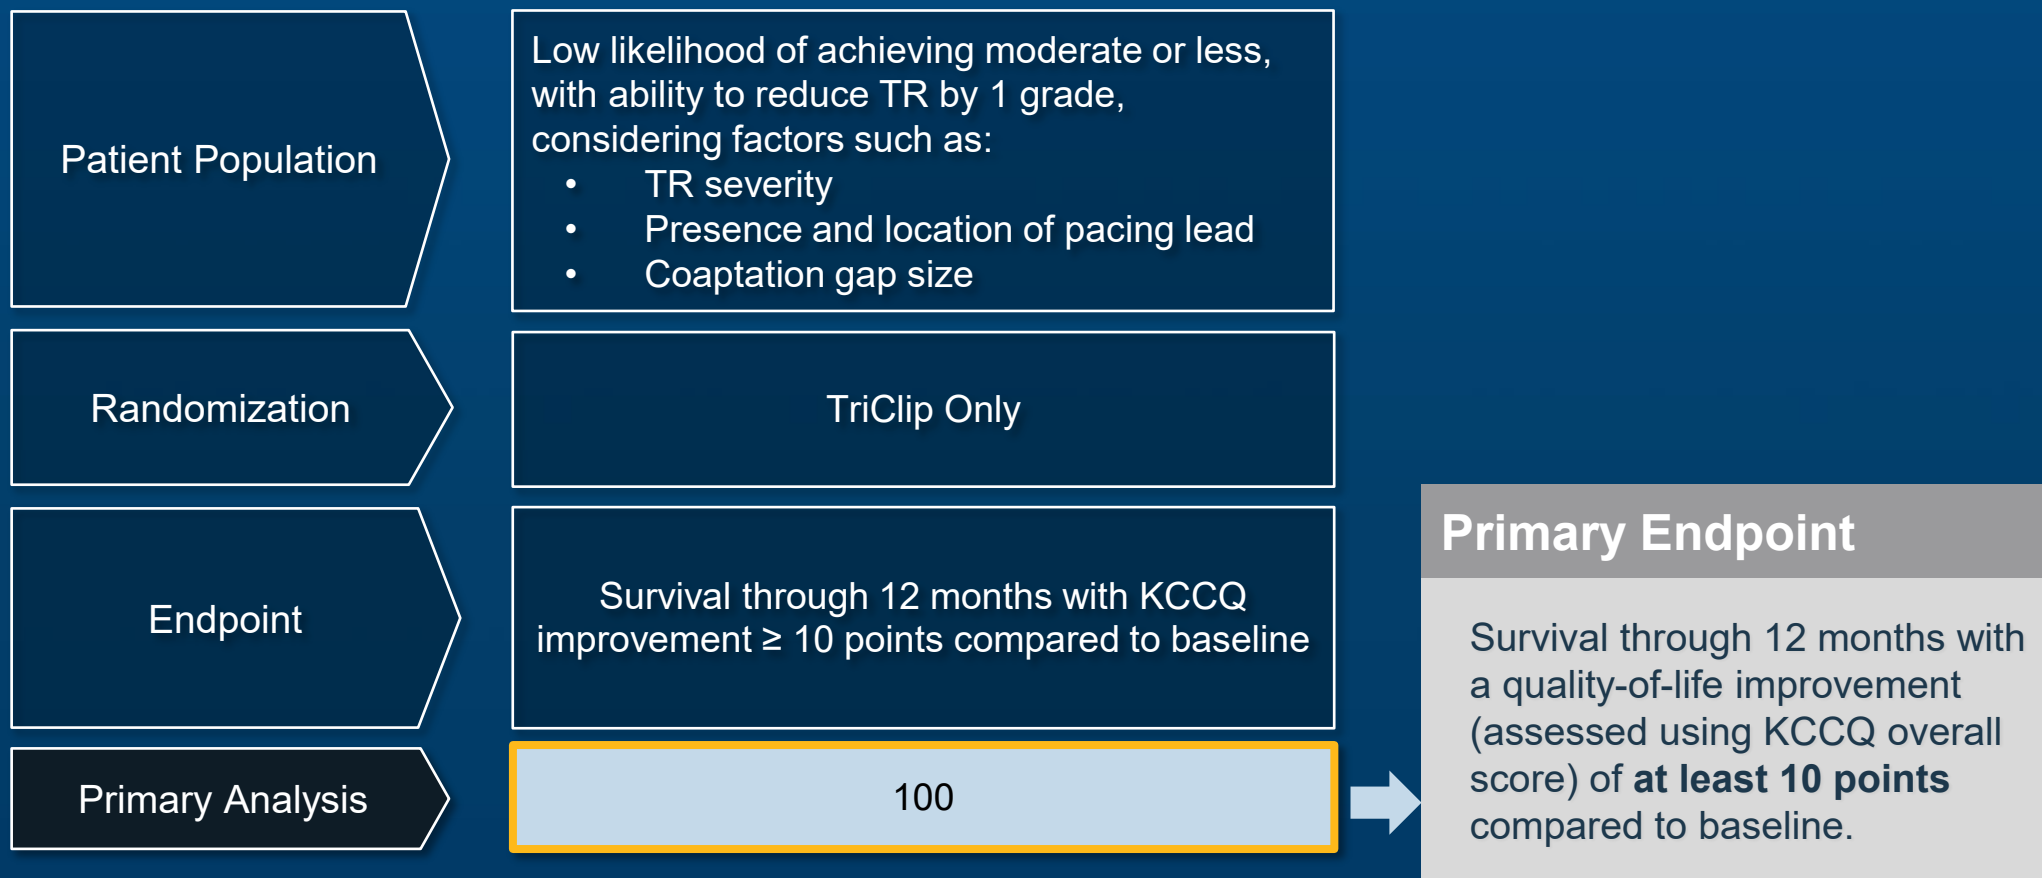 Patient Population
Low likelihood of achieving moderate or less,
with ability to reduce TR by 1 grade,
considering factors such as:
• TR severity
• Presence and location of pacing lead
• Coaptation gap size
Randomization
TriClip Only
Endpoint
Survival through 12 months with KCCQ
improvement ≥ 10 points compared to baseline
Primary Analysis
100
Primary Endpoint
Survival through 12 months with
a quality-of-life improvement
(assessed using KCCQ overall
score) of at least 10 points
compared to baseline.